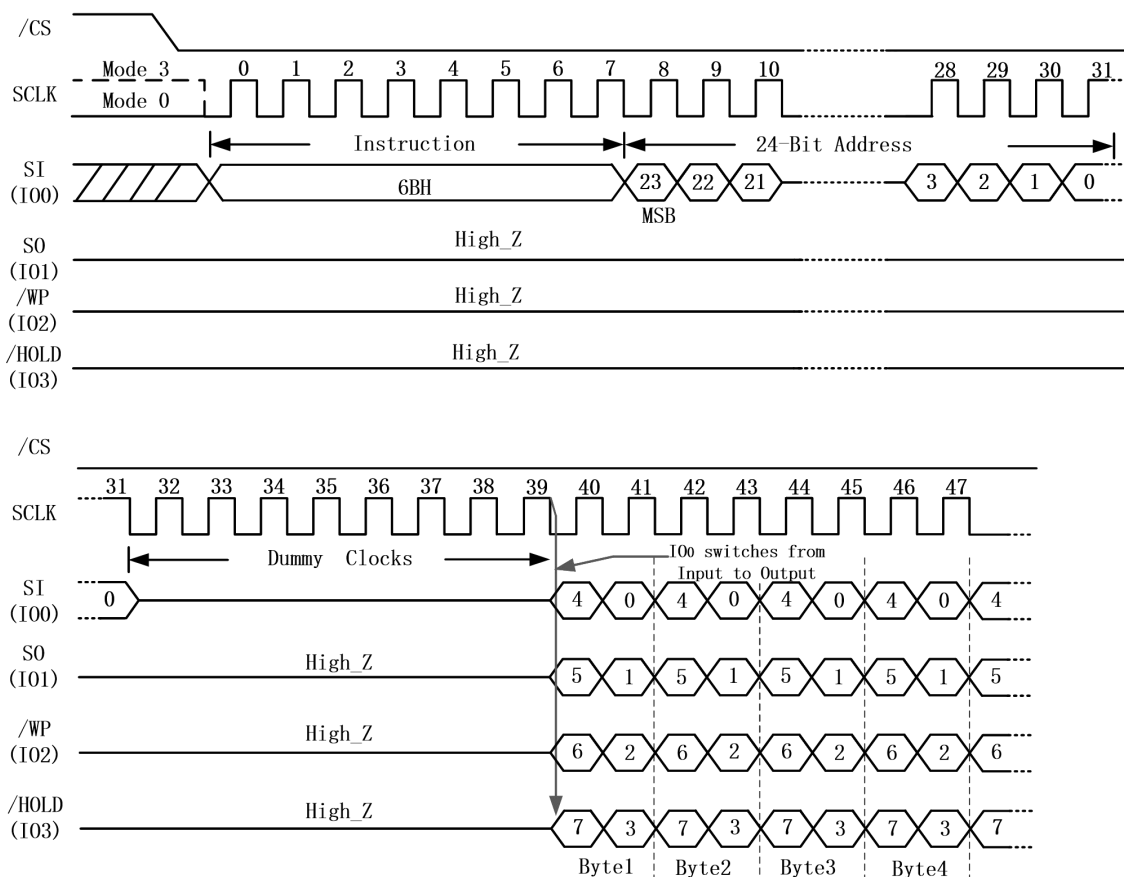 /CS
Mode 3 0 1 2 3 4 5 6 7 8 9 10 28 29 30 31
SCLK
Mode 0
Instruction 24-Bit Address
SI
(IO0)
6BH 23 22 21 3 2 1 0
MSB
SO
(IO1)
High_Z
/WP
(IO2)
High_Z
/HOLD
(IO3)
High_Z
/CS
31 32 33 34 35 36 37 38 39 40 41 42 43 44 45 46 47
SCLK
Dummy Clocks
IO0 switches from
Input to Output
SI
(IO0)
0 4 0 4 0 4 0 4 0 4
SO
(IO1)
High_Z 5 1 5 1 5 1 5 1 5
/WP
(IO2)
High_Z 6 2 6 2 6 2 6 2 6
/HOLD
(IO3)
High_Z 7 3 7 3 7 3 7 3 7
Byte1 Byte2 Byte3 Byte4